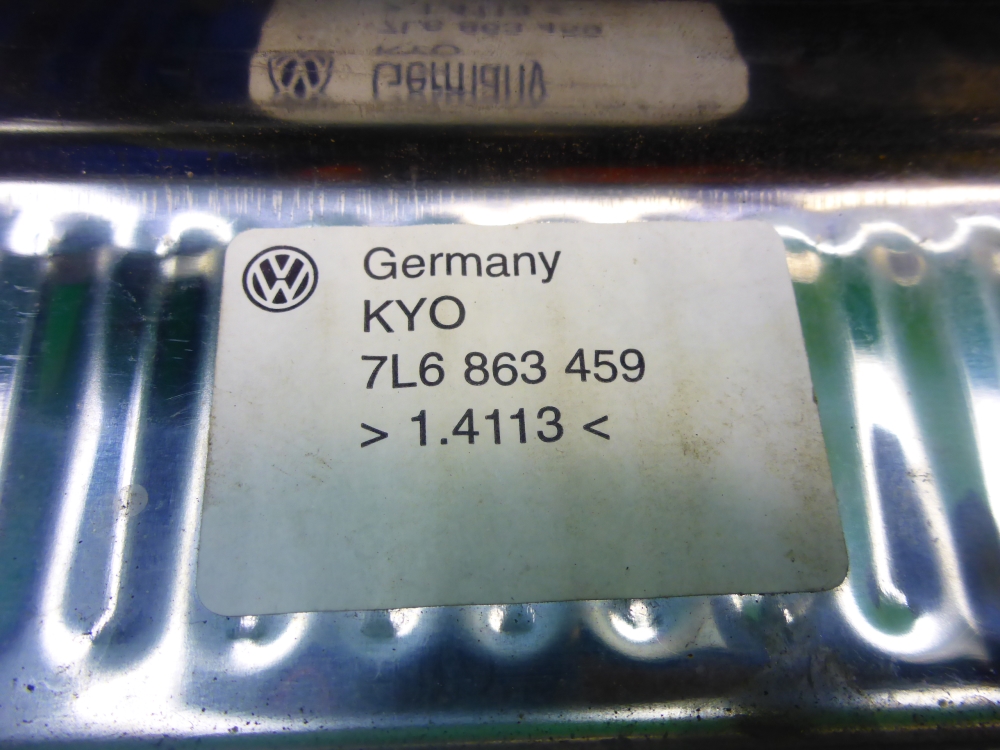 Germany
KYO
7L6 863 459
> 1.4113 <